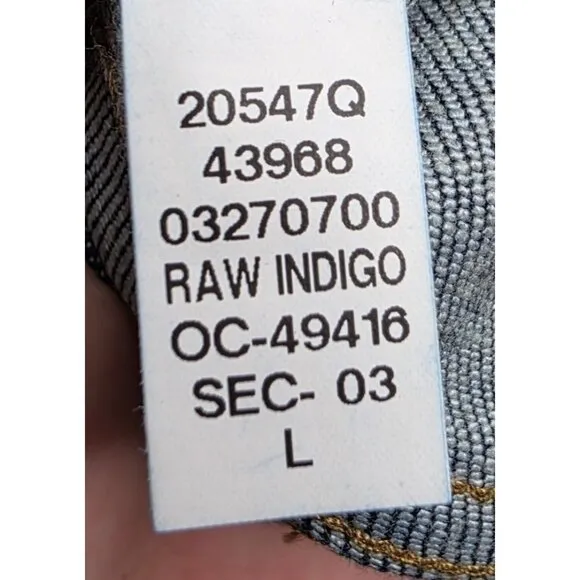 20547Q
43968
03270700
RAW INDIGO
OC-49416
SEC- 03
L